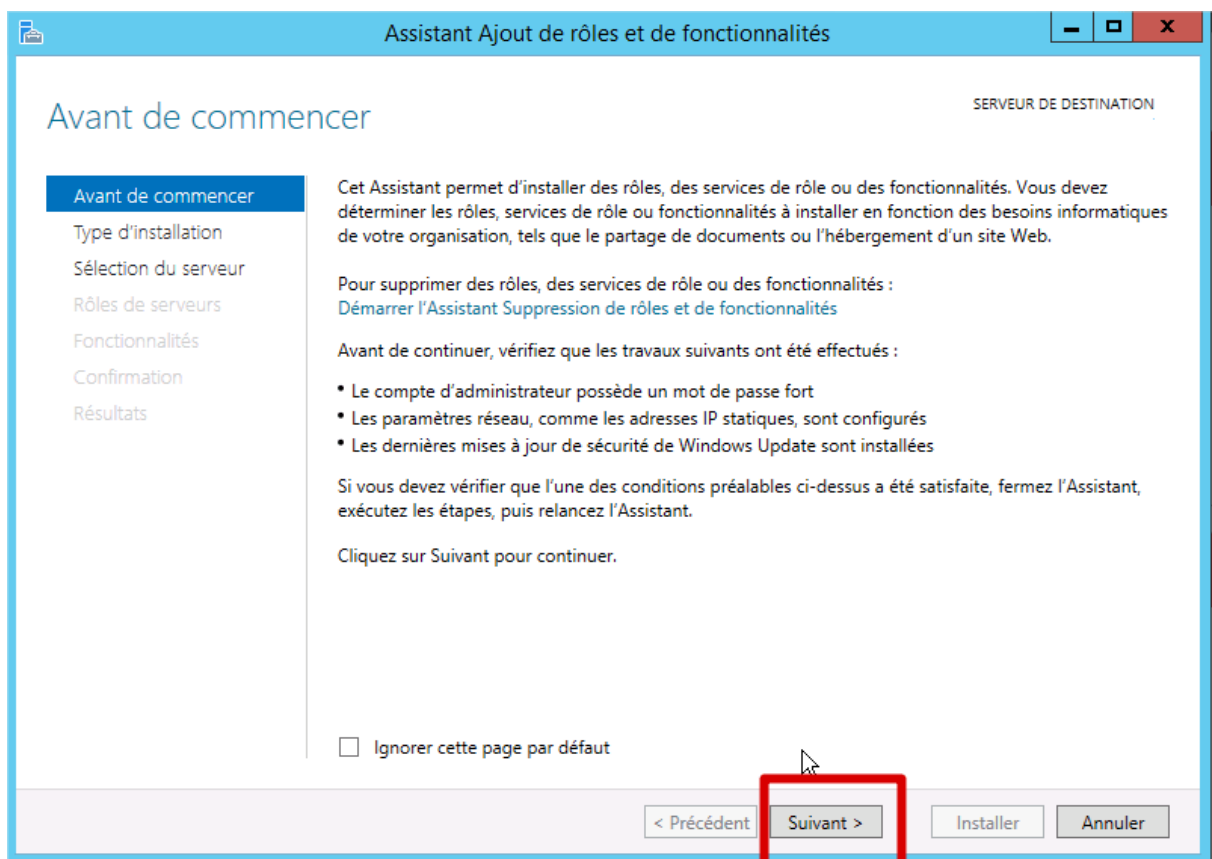 Assistant Ajout de rôles et de fonctionnalités
Avant de commencer
SERVEUR DE DESTINATION
Avant de commencer
Type d'installation
Sélection du serveur
Rôles de serveurs
Fonctionnalités
Confirmation
Résultats
Cet Assistant permet d'installer des rôles, des services de rôle ou des fonctionnalités. Vous devez
déterminer les rôles, services de rôle ou fonctionnalités à installer en fonction des besoins informatiques
de votre organisation, tels que le partage de documents ou l'hébergement d'un site Web.
Pour supprimer des rôles, des services de rôle ou des fonctionnalités :
Démarrer l'Assistant Suppression de rôles et de fonctionnalités
Avant de continuer, vérifiez que les travaux suivants ont été effectués :
• Le compte d'administrateur possède un mot de passe fort
• Les paramètres réseau, comme les adresses IP statiques, sont configurés
• Les dernières mises à jour de sécurité de Windows Update sont installées
Si vous devez vérifier que l'une des conditions préalables ci-dessus a été satisfaite, fermez l'Assistant,
exécutez les étapes, puis relancez l'Assistant.
Cliquez sur Suivant pour continuer.
Ignorer cette page par défaut
< Précédent Suivant > Installer Annuler